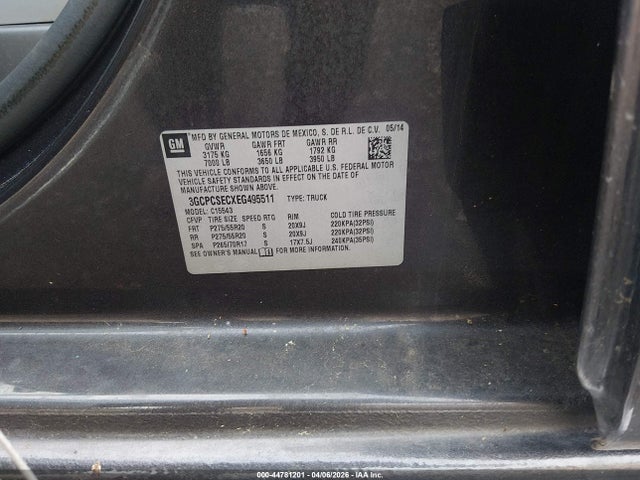 GM
MFD BY GENERAL MOTORS DE MEXICO, S. DE R.L. DE C.V. 05/14
GVWR GAWR FRT GAWR RR
3175 KG 1656 KG 1792 KG
7000 LB 3650 LB 3950 LB
THIS VEHICLE CONFORMS TO ALL APPLICABLE U.S. FEDERAL MOTOR
VEHICLE SAFETY STANDARDS IN EFFECT ON THE DATE OF
MANUFACTURE SHOWN ABOVE.
3GCPCSECXEG495511 TYPE: TRUCK
MODEL: C15543
CFVP TIRE SIZE SPEED RTG RIM COLD TIRE PRESSURE
FRT P275/55R20 S 20X9J 220KPA(32PSI)
RR P275/55R20 S 20X9J 220KPA(32PSI)
SPA P265/70R17 S 17X7.5J 240KPA(35PSI)
SEE OWNER'S MANUAL FOR MORE INFORMATION.
000-44781201 - 04/06/2026 - IAA Inc.